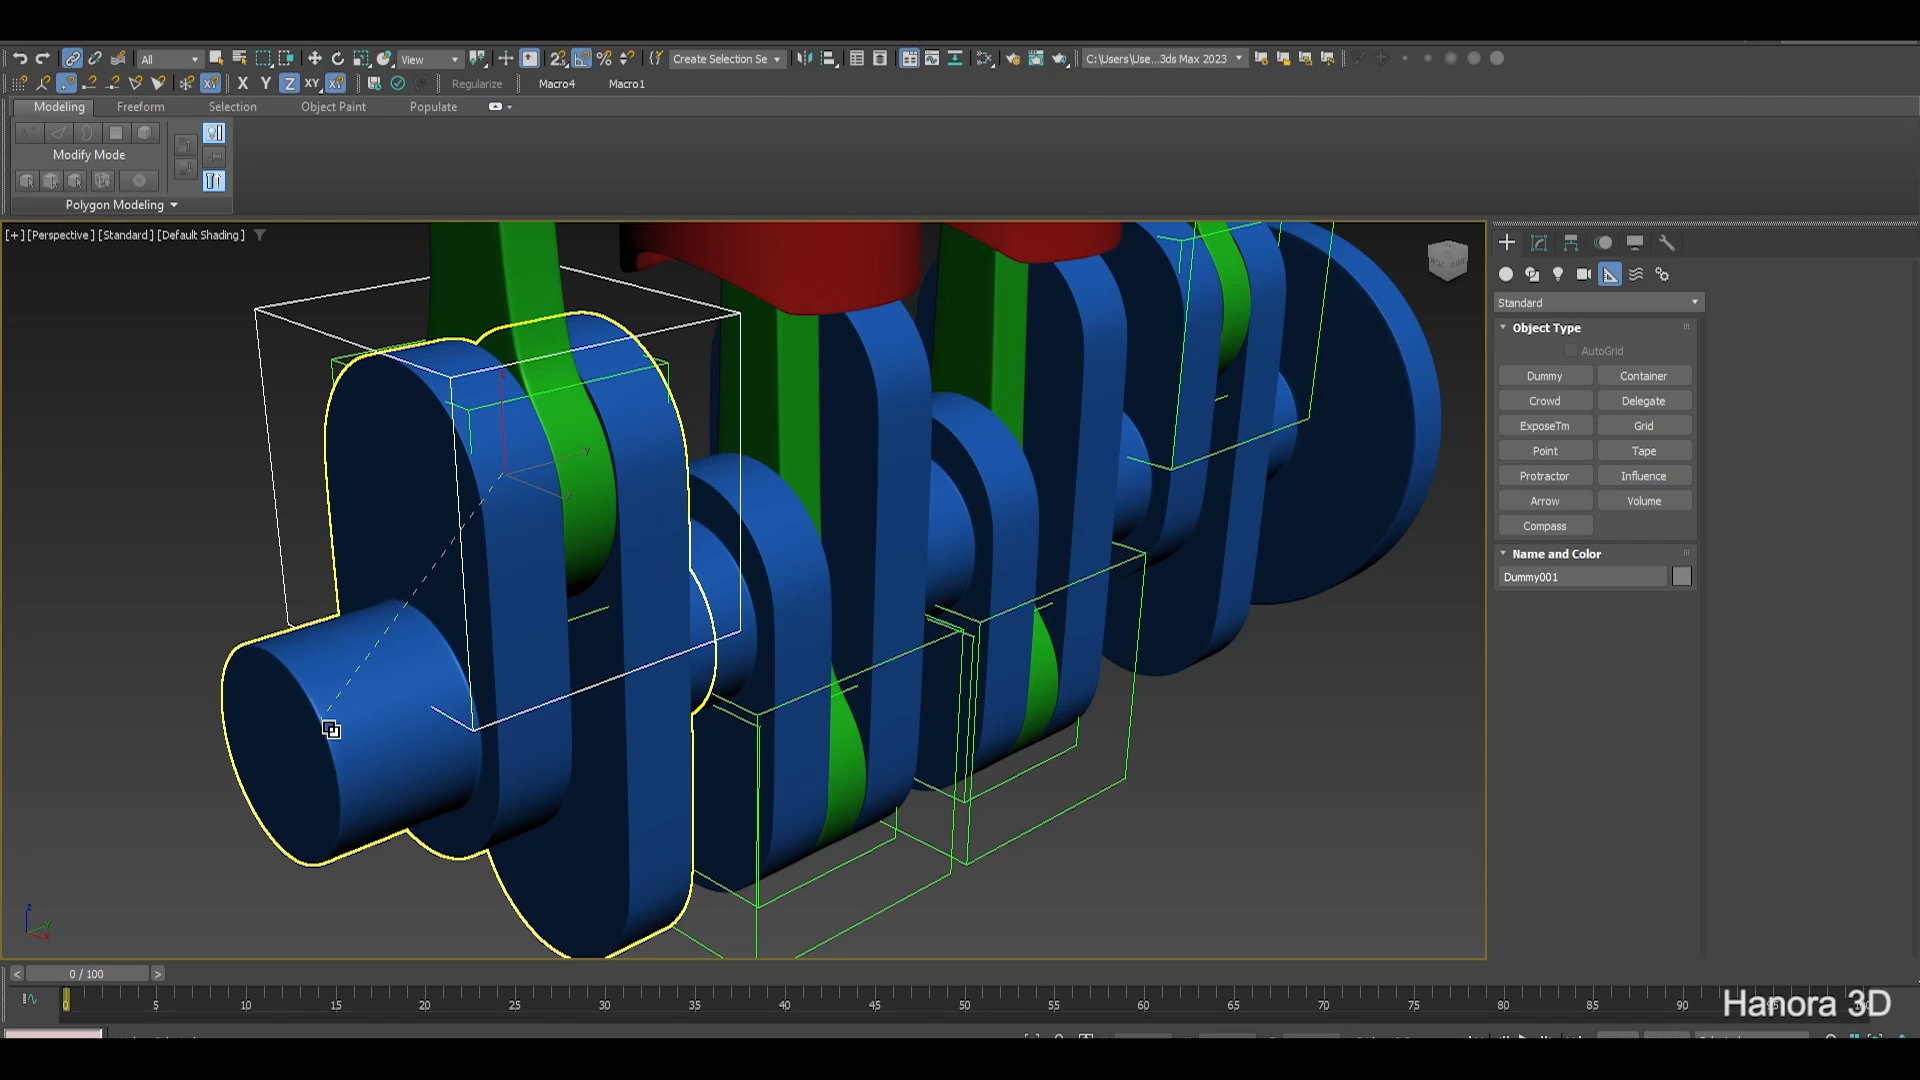 All
View
Create Selection Se
C:\Users\Use...3ds Max 2023
X Y Z XY
Regularize
Macro4
Macro1
Modeling
Freeform
Selection
Object Paint
Populate
Modify Mode
Polygon Modeling
[+] [Perspective] [Standard] [Default Shading]
Standard
Object Type
AutoGrid
Dummy Container
Crowd Delegate
ExposeTm Grid
Point Tape
Protractor Influence
Arrow Volume
Compass
Name and Color
Dummy001
y
z
< 0 / 100 >
0 5 10 15 20 25 30 35 40 45 50 55 60 65 70 75 80 85 90
Hanora 3D